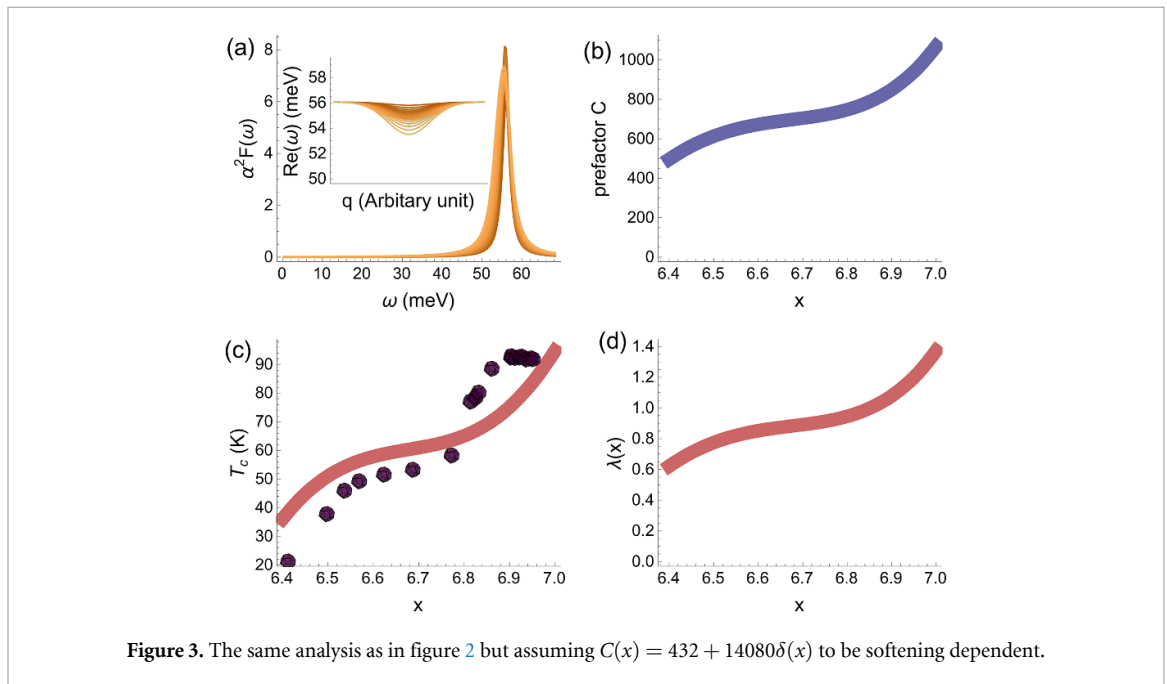 (a)
8
6
4
2
0
α²F(ω)
58
56
54
52
50
Re(ω) (meV)
q (Arbitary unit)
0 10 20 30 40 50 60
ω (meV)
(b)
1000
800
600
400
200
0
prefactor C
6.4 6.5 6.6 6.7 6.8 6.9 7.0
x
(c)
90
80
70
60
50
40
30
20
T_c (K)
6.4 6.5 6.6 6.7 6.8 6.9 7.0
x
(d)
1.4
1.2
1.0
0.8
0.6
0.4
0.2
0.0
λ(x)
6.4 6.5 6.6 6.7 6.8 6.9 7.0
x
Figure 3. The same analysis as in figure 2 but assuming C(x) = 432 + 14080δ(x) to be softening dependent.